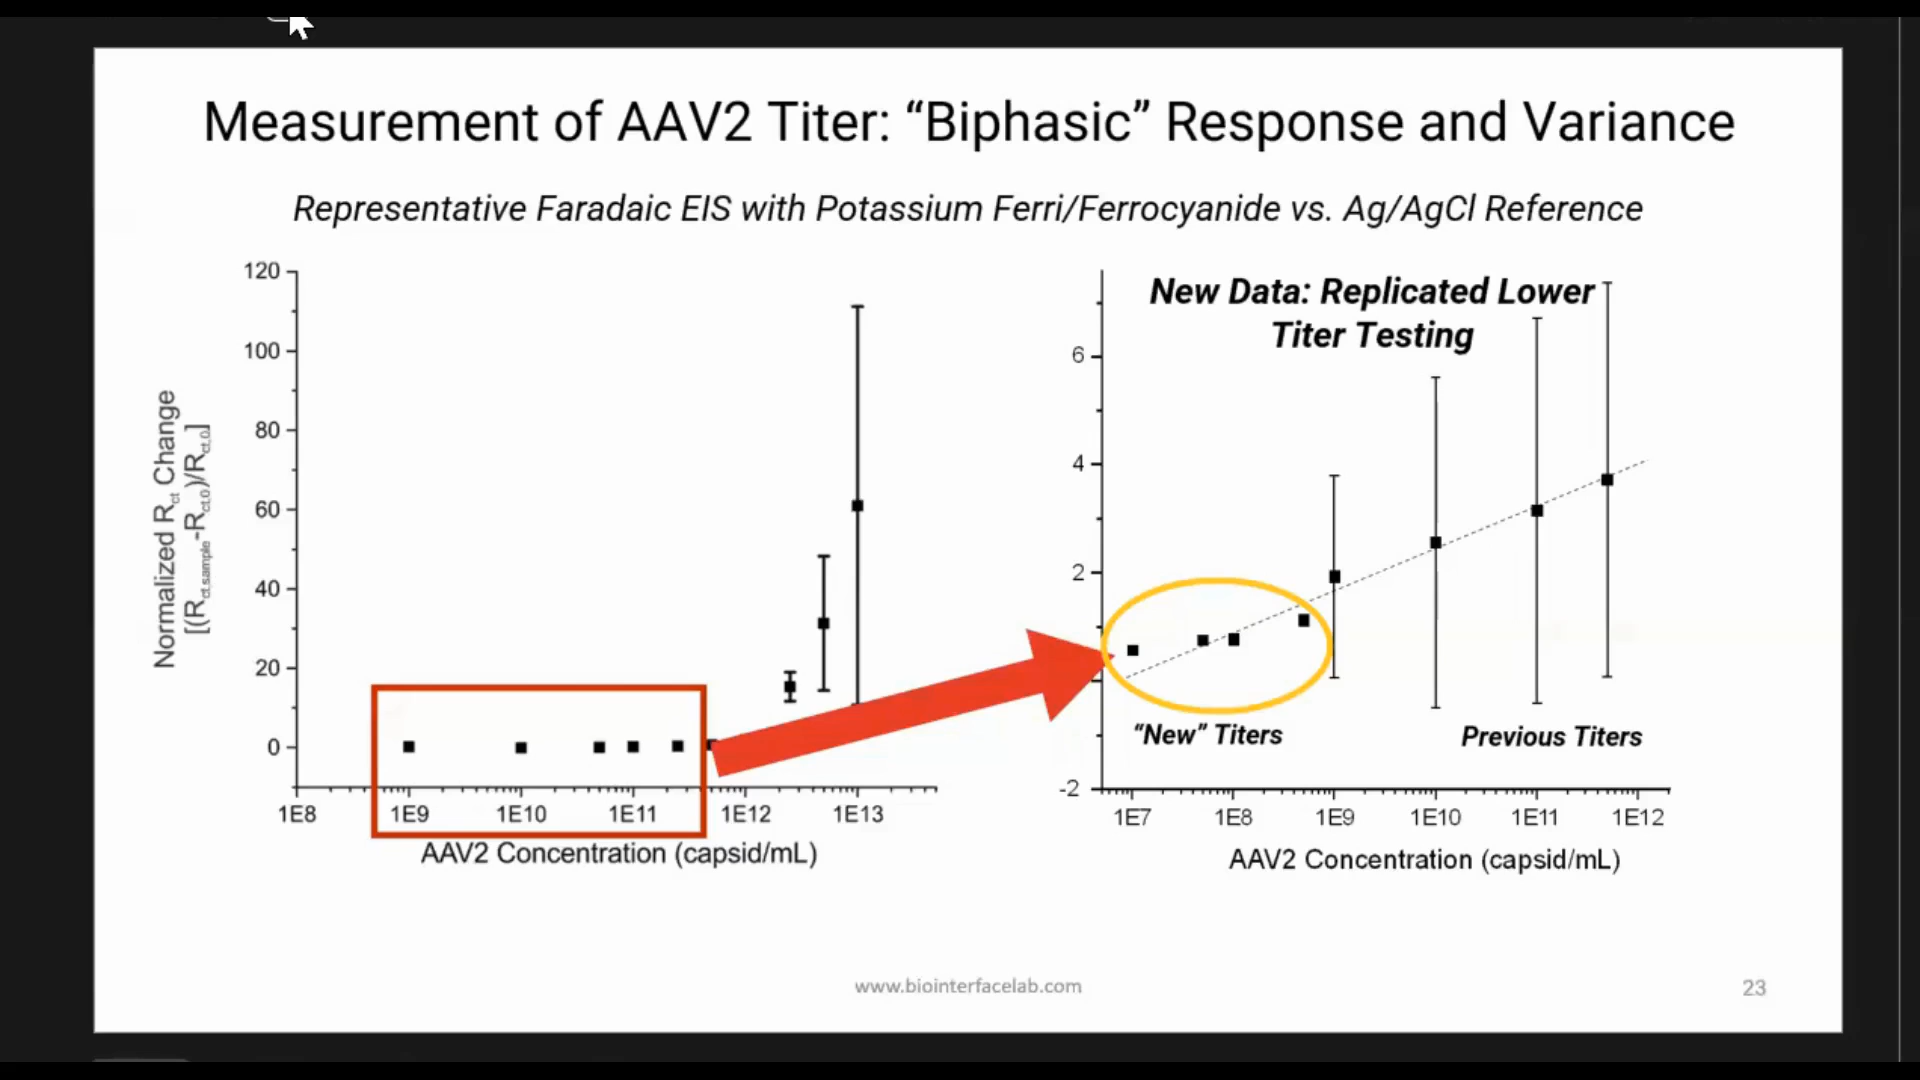 Measurement of AAV2 Titer: “Biphasic” Response and Variance
Representative Faradaic EIS with Potassium Ferri/Ferrocyanide vs. Ag/AgCl Reference
Normalized Rct Change
[(Rct,sample-Rct,0)/Rct,0]
120
100
80
60
40
20
0
1E8
1E9
1E10
1E11
1E12
1E13
AAV2 Concentration (capsid/mL)
New Data: Replicated Lower
Titer Testing
6
4
2
-2
“New” Titers
Previous Titers
1E7
1E8
1E9
1E10
1E11
1E12
AAV2 Concentration (capsid/mL)
www.biointerfacelab.com
23